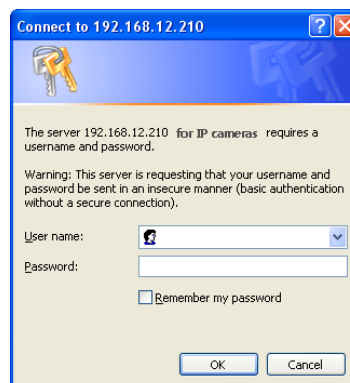 Connect to 192.168.12.210
The server 192.168.12.210 for IP cameras requires a
username and password.
Warning: This server is requesting that your username and
password be sent in an insecure manner (basic authentication
without a secure connection).
User name:
Password:
Remember my password
OK Cancel